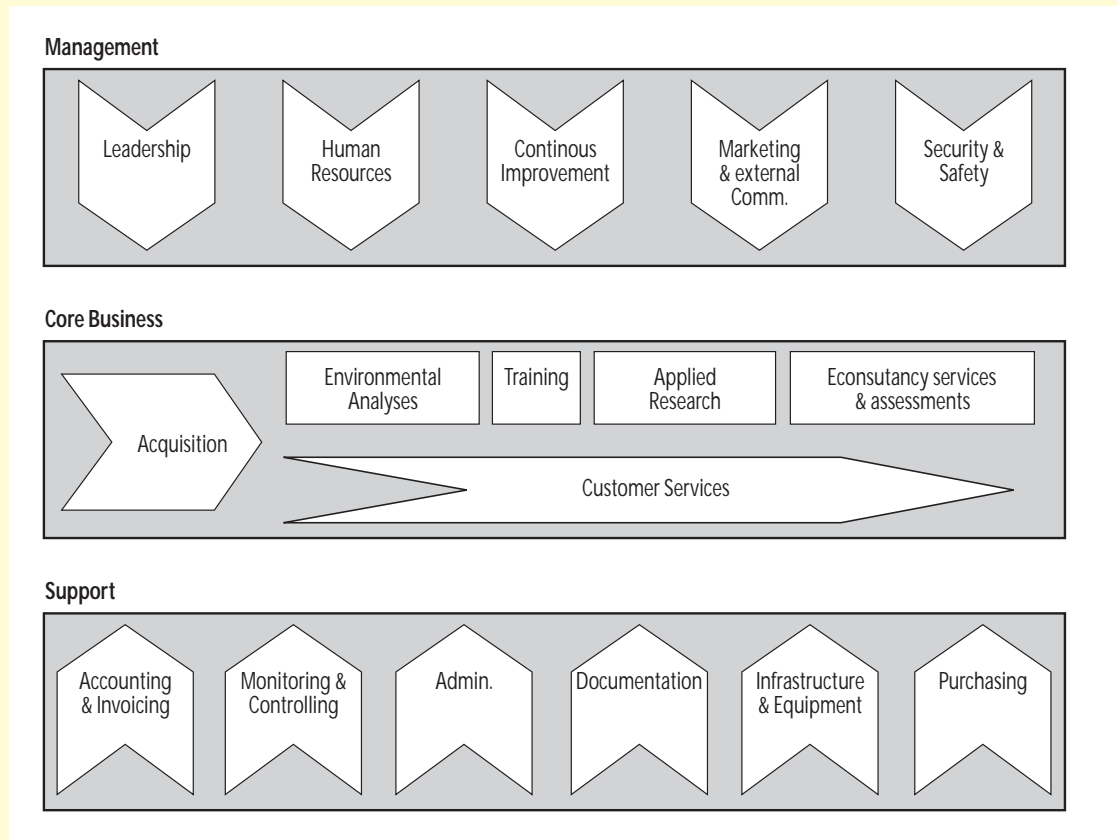 Management
Leadership
Human
Resources
Continous
Improvement
Marketing
& external
Comm.
Security &
Safety
Core Business
Acquisition
Environmental
Analyses
Training
Applied
Research
Econsutancy services
& assessments
Customer Services
Support
Accounting
& Invoicing
Monitoring &
Controlling
Admin.
Documentation
Infrastructure
& Equipment
Purchasing